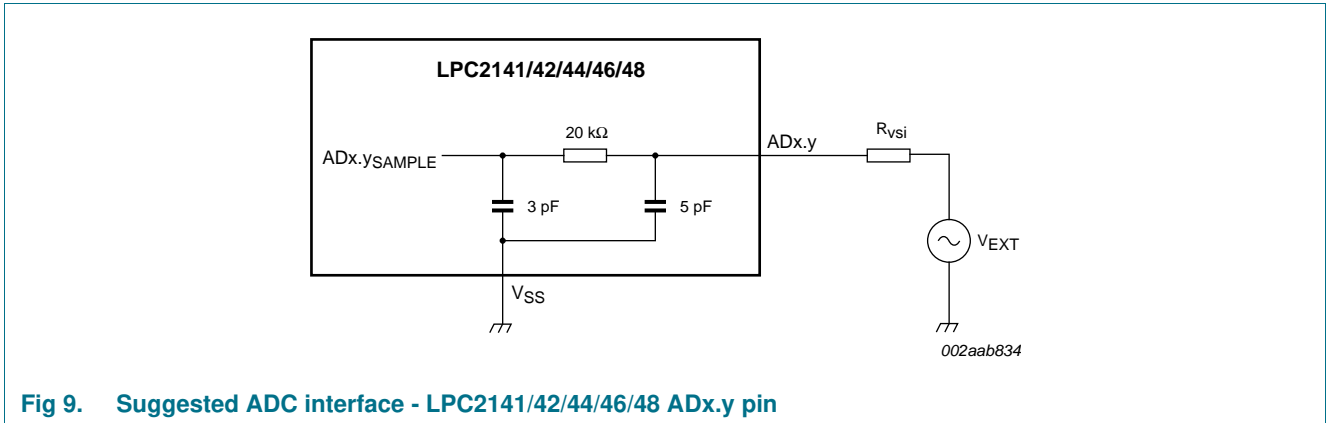 LPC2141/42/44/46/48
20 kΩ
ADx.y
Rvsi
ADx.ySAMPLE
3 pF
5 pF
VEXT
VSS
002aab834
Fig 9. Suggested ADC interface - LPC2141/42/44/46/48 ADx.y pin